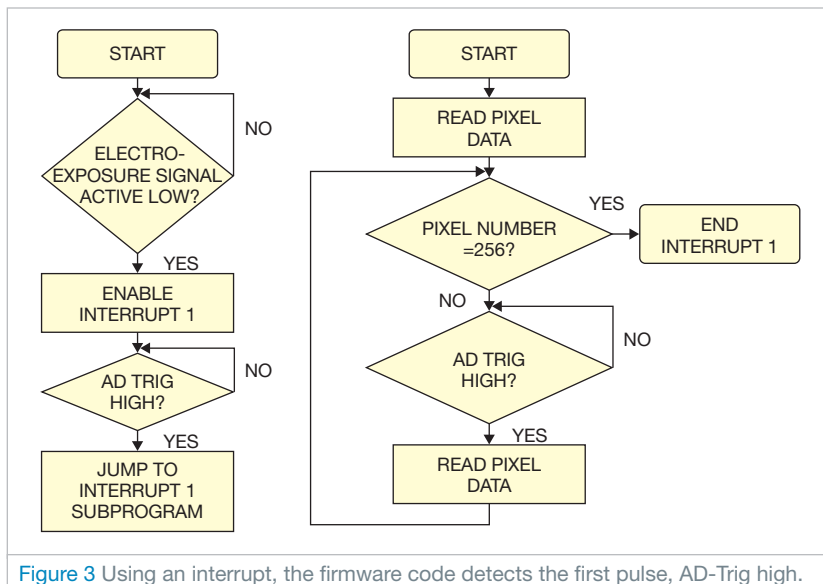 START
NO
ELECTRO-
EXPOSURE SIGNAL
ACTIVE LOW?
YES
ENABLE
INTERRUPT 1
NO
AD TRIG
HIGH?
YES
JUMP TO
INTERRUPT 1
SUBPROGRAM
START
READ PIXEL
DATA
YES
PIXEL NUMBER
=256?
END
INTERRUPT 1
NO
NO
AD TRIG
HIGH?
YES
READ PIXEL
DATA
Figure 3 Using an interrupt, the firmware code detects the first pulse, AD-Trig high.